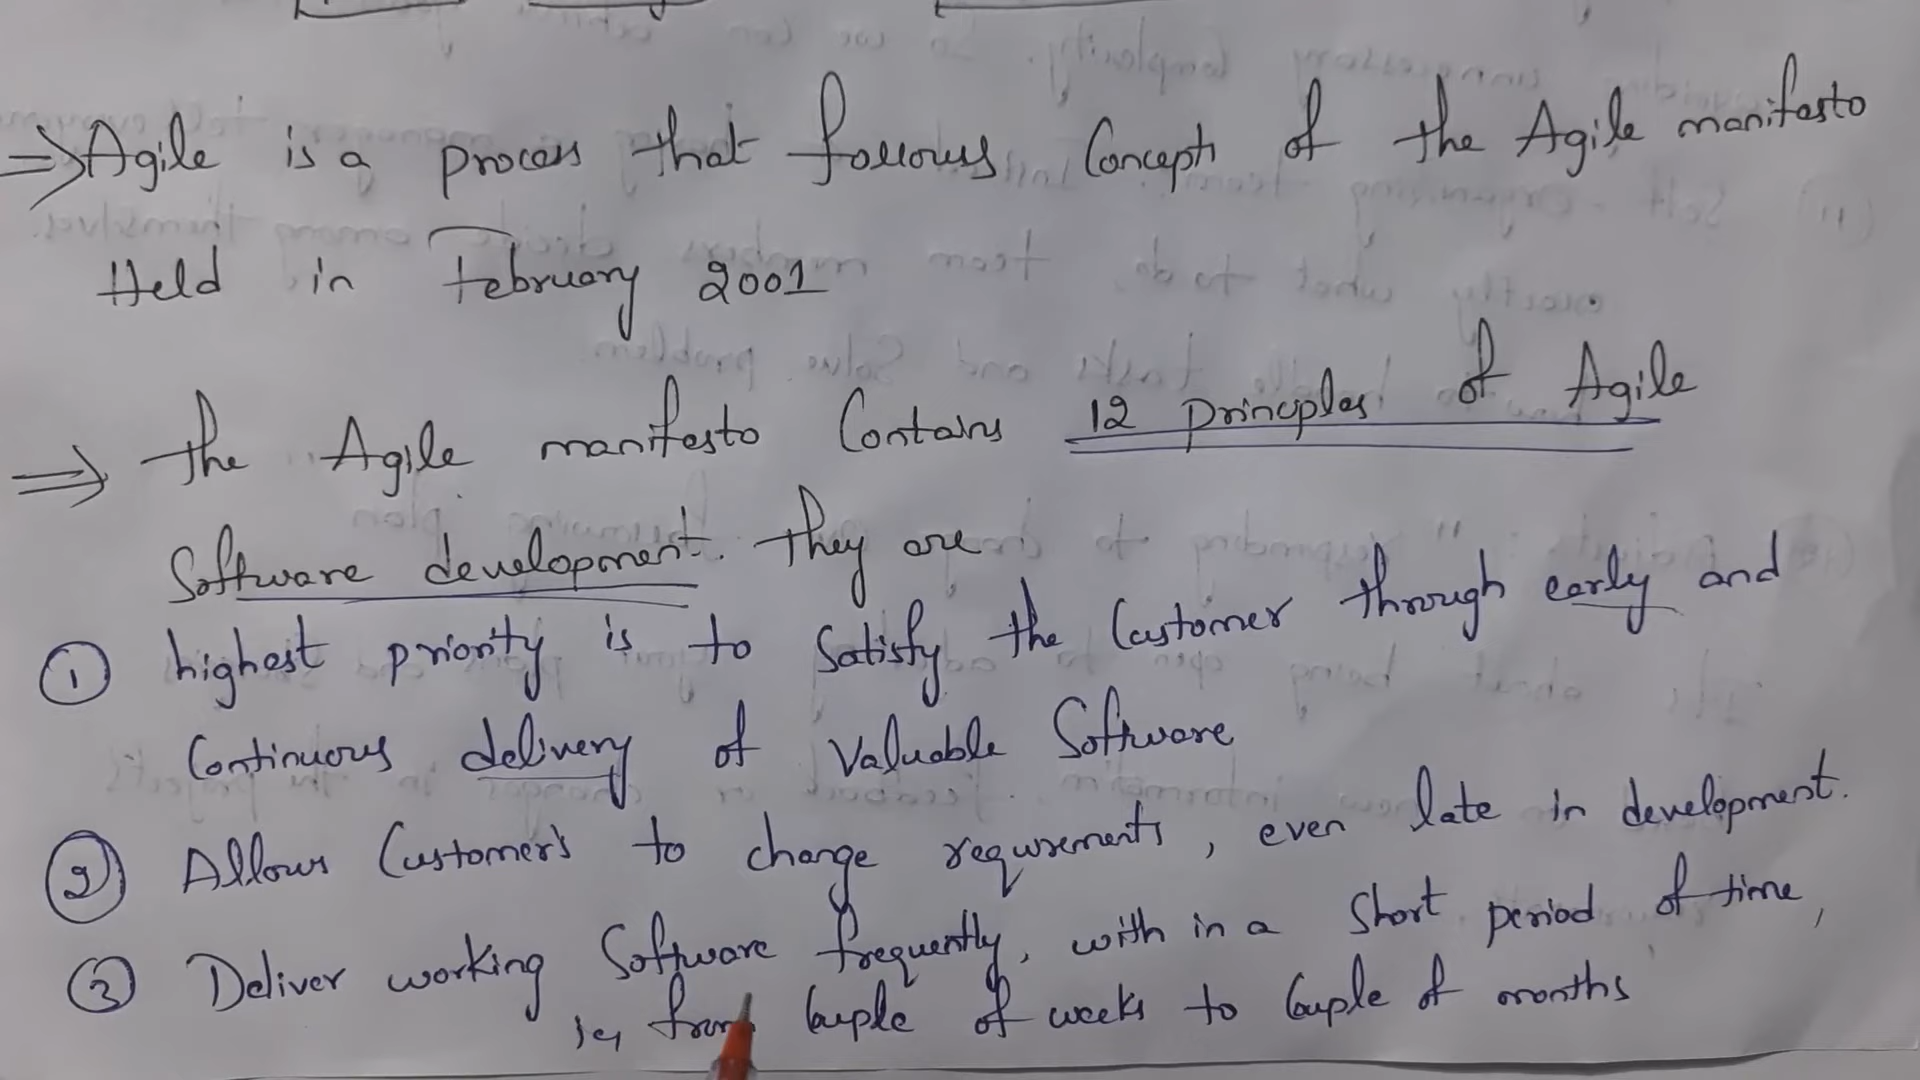 ⇒ Agile is a process that follows Concepts of the Agile manifasto
Held in February 2001
⇒ the Agile manifesto Contains 12 principles of Agile
Software development. They are
① highest priority is to satisfy the Customer through early and
Continuous delivery of Valuable Software
② Allows Customer's to change requirements, even late in development.
③ Deliver working Software frequently, with in a short period of time,
ie, from Couple of weeks to Couple of months